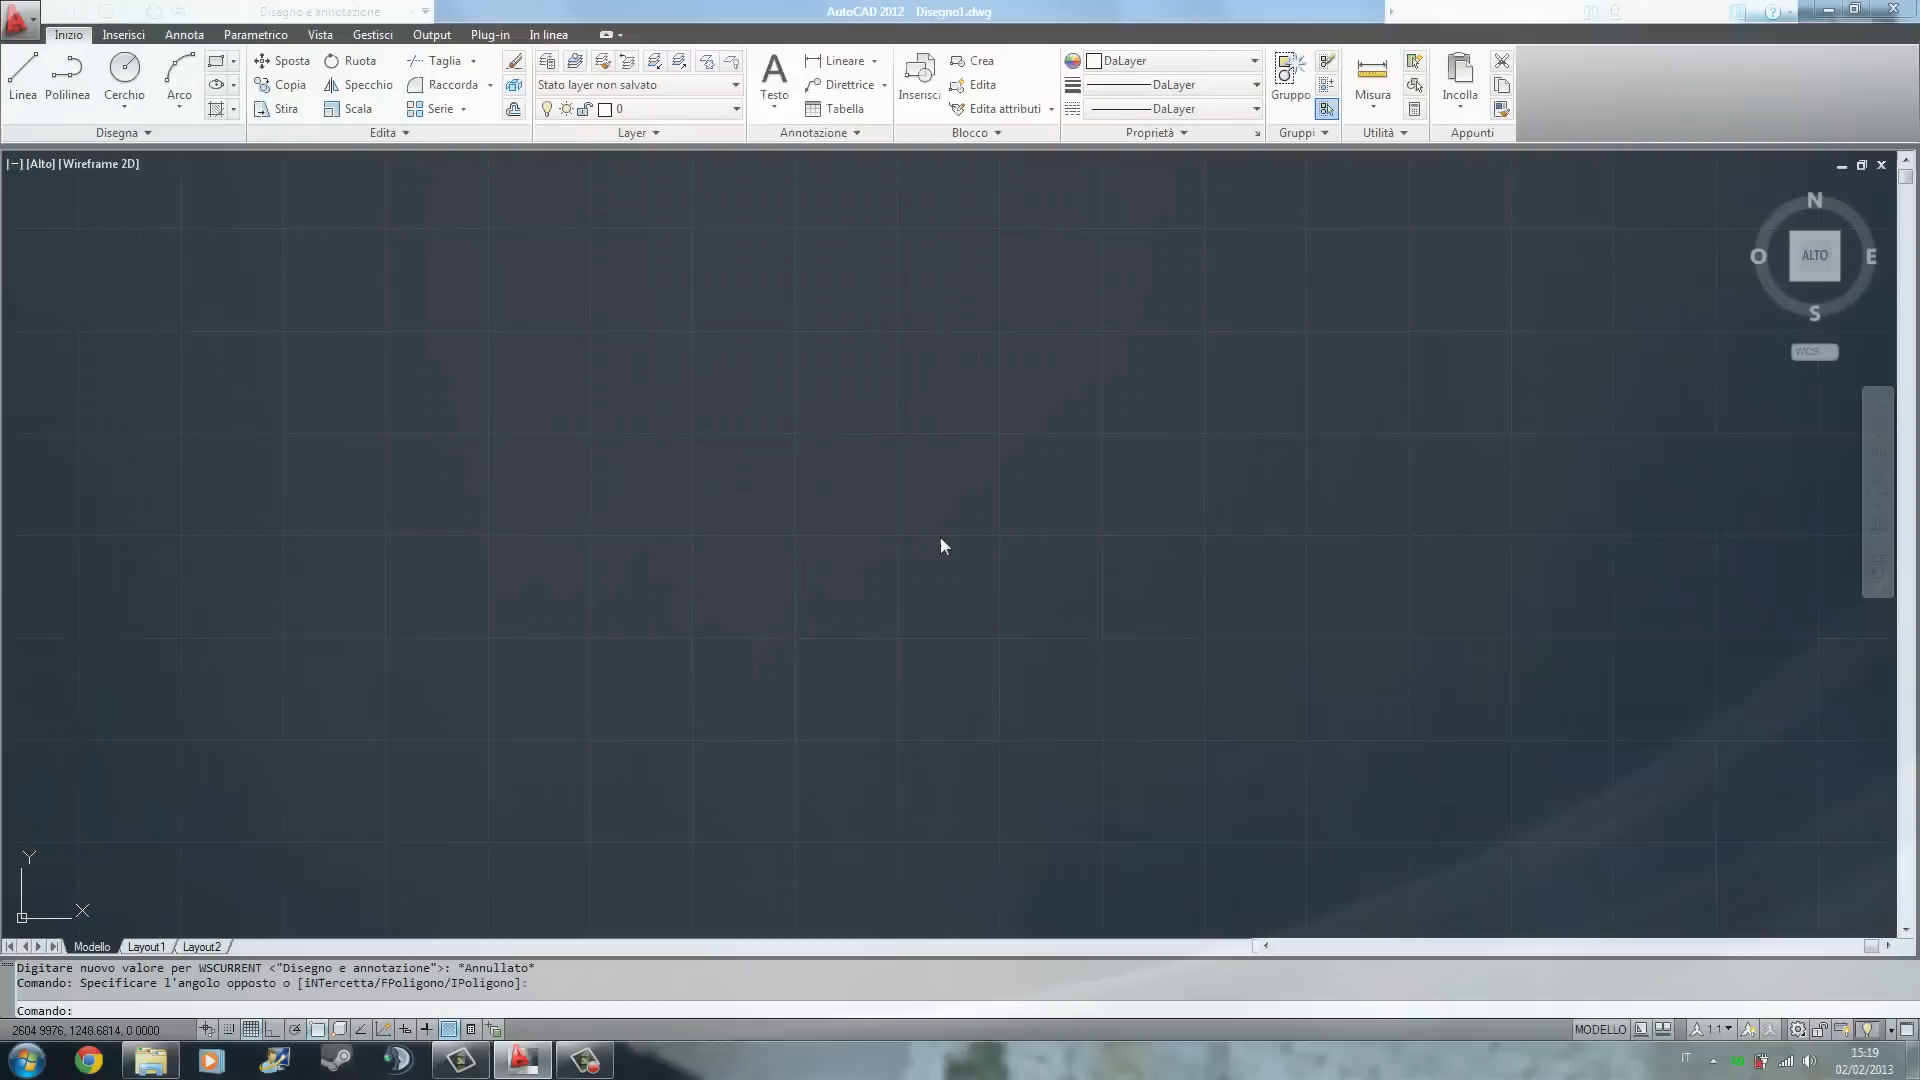 Disegno e annotazione
AutoCAD 2012 Disegno1.dwg
Inizio Inserisci Annota Parametrico Vista Gestisci Output Plug-in In linea
Sposta Ruota Taglia Lineare Crea DaLayer
Linea Polilinea Cerchio Arco Copia Specchio Raccorda Stato layer non salvato Testo Direttrice Inserisci Edita DaLayer Gruppo Misura Incolla
Stira Scala Serie 0 Tabella Edita attributi DaLayer
Disegna Edita Layer Annotazione Blocco Proprietà Gruppi Utilità Appunti
[−] [Alto] [Wireframe 2D]
N
O ALTO E
S
WCS
Y
X
Modello Layout1 Layout2
Digitare nuovo valore per WSCURRENT <"Disegno e annotazione">: *Annullato*
Comando: Specificare l'angolo opposto o [iNTercetta/FPoligono/IPoligono]:
Comando:
2604.9976, 1248.6814, 0.0000 MODELLO 1:1
IT 15:19
02/02/2013